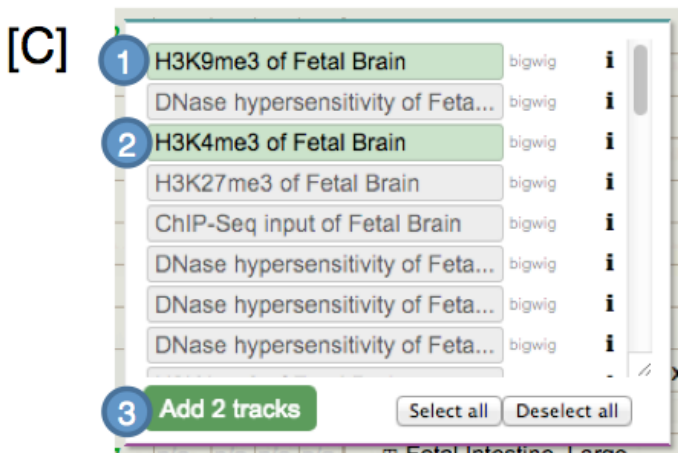 [C]
1 H3K9me3 of Fetal Brain bigwig i
DNase hypersensitivity of Feta... bigwig i
2 H3K4me3 of Fetal Brain bigwig i
H3K27me3 of Fetal Brain bigwig i
ChIP-Seq input of Fetal Brain bigwig i
DNase hypersensitivity of Feta... bigwig i
DNase hypersensitivity of Feta... bigwig i
DNase hypersensitivity of Feta... bigwig i
3 Add 2 tracks Select all Deselect all
Fetal Intestine, Large